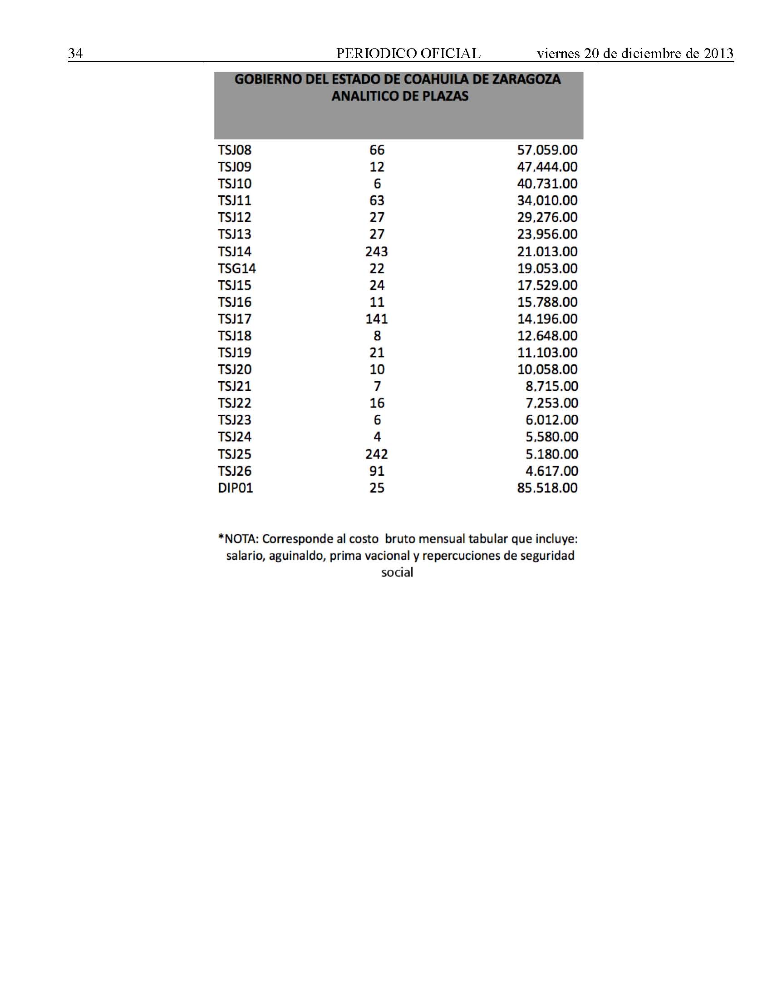 34 PERIODICO OFICIAL viernes 20 de diciembre de 2013
GOBIERNO DEL ESTADO DE COAHUILA DE ZARAGOZA
ANALITICO DE PLAZAS
TSJ08 66 57,059.00
TSJ09 12 47,444.00
TSJ10 6 40,731.00
TSJ11 63 34,010.00
TSJ12 27 29,276.00
TSJ13 27 23,956.00
TSJ14 243 21,013.00
TSG14 22 19,053.00
TSJ15 24 17,529.00
TSJ16 11 15,788.00
TSJ17 141 14,196.00
TSJ18 8 12,648.00
TSJ19 21 11,103.00
TSJ20 10 10,058.00
TSJ21 7 8,715.00
TSJ22 16 7,253.00
TSJ23 6 6,012.00
TSJ24 4 5,580.00
TSJ25 242 5,180.00
TSJ26 91 4,617.00
DIP01 25 85,518.00
*NOTA: Corresponde al costo bruto mensual tabular que incluye:
salario, aguinaldo, prima vacional y repercuciones de seguridad
social